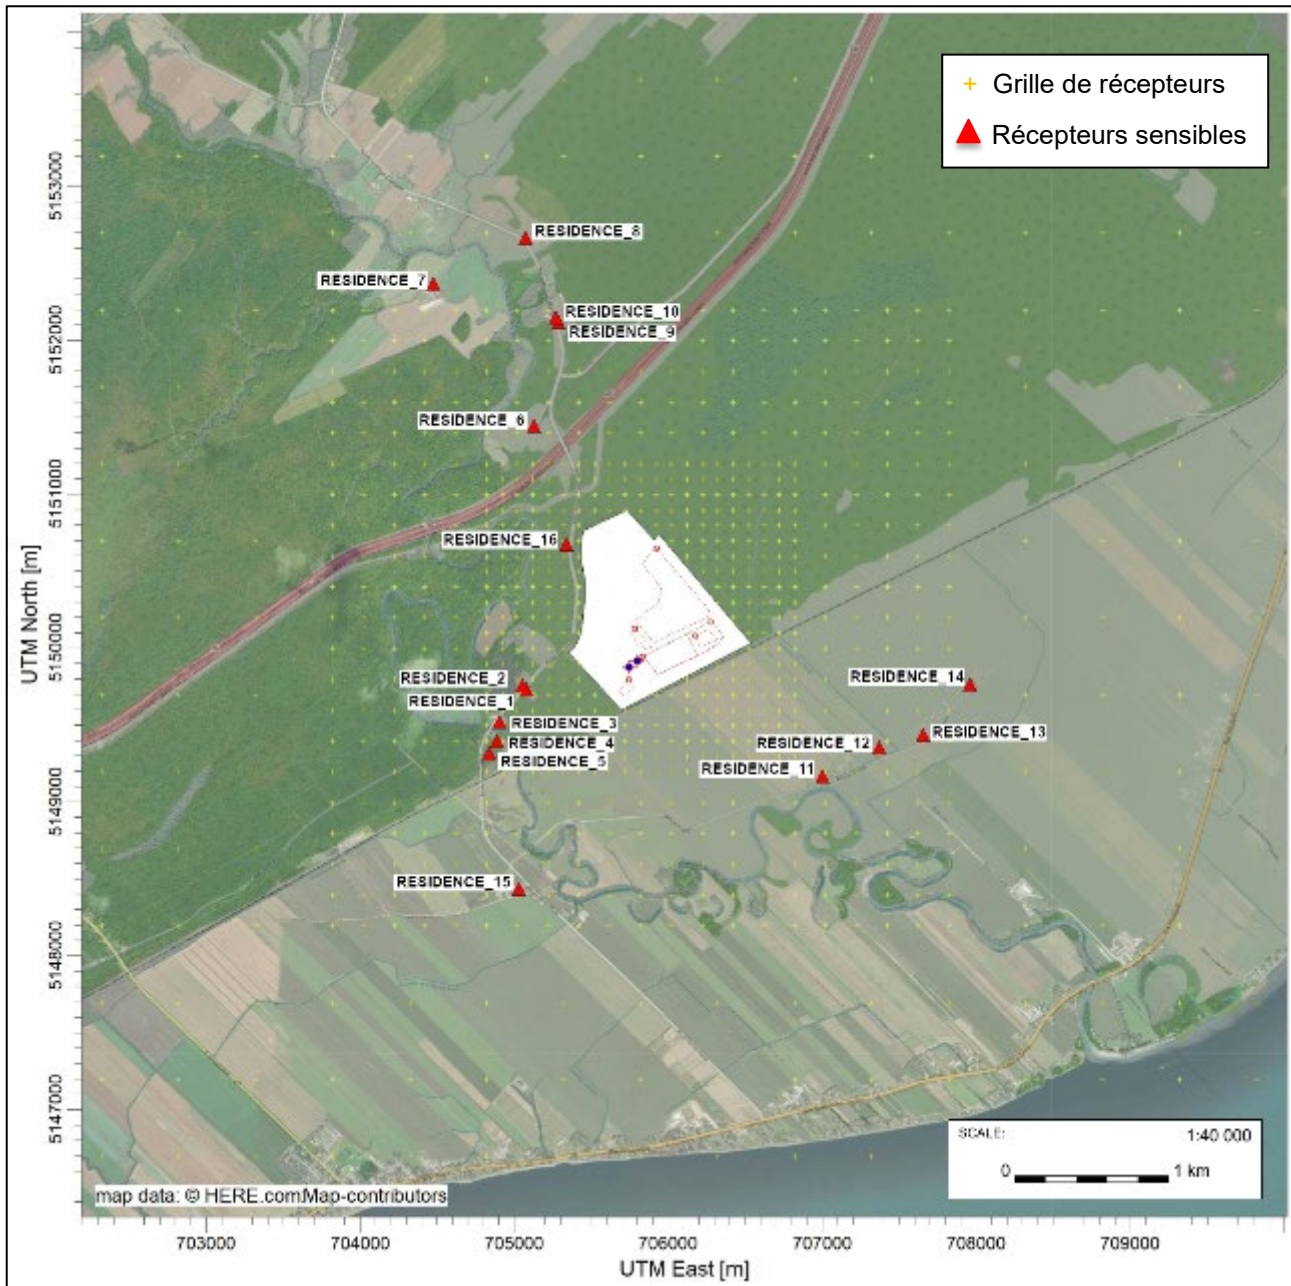 Grille de récepteurs
Récepteurs sensibles
RESIDENCE_8
RESIDENCE_7
RESIDENCE_10
RESIDENCE_9
RESIDENCE_6
RESIDENCE_16
RESIDENCE_2
RESIDENCE_1
RESIDENCE_3
RESIDENCE_4
RESIDENCE_5
RESIDENCE_14
RESIDENCE_13
RESIDENCE_12
RESIDENCE_11
RESIDENCE_15
UTM North [m]
5153000
5152000
5151000
5150000
5149000
5148000
5147000
SCALE: 1:40 000
0 1 km
map data: © HERE.com:Map-contributors
703000 704000 705000 706000 707000 708000 709000
UTM East [m]